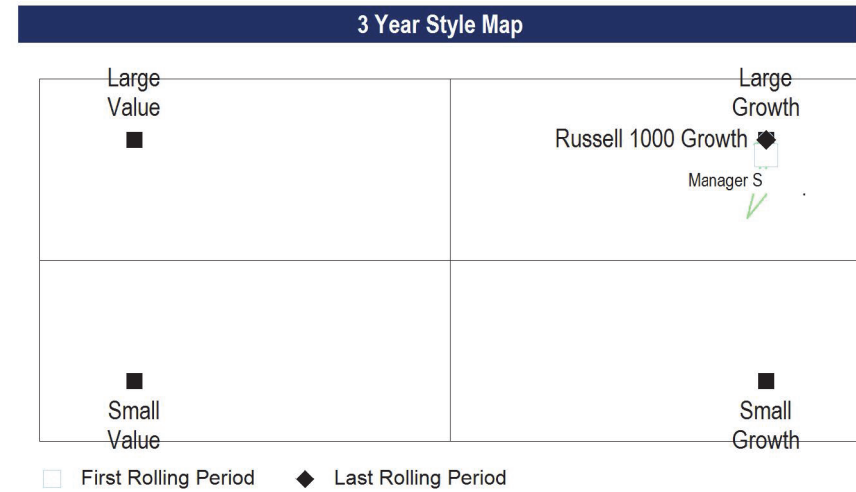 3 Year Style Map
Large
Value
Large
Growth
Russell 1000 Growth
Manager S
Small
Value
Small
Growth
First Rolling Period
Last Rolling Period